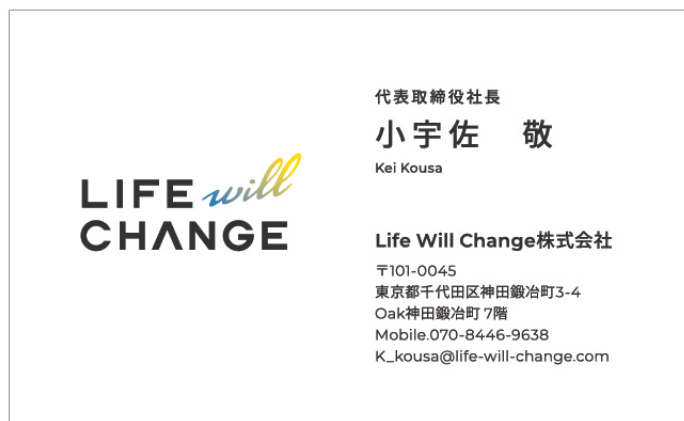 LIFE will
CHANGE
代表取締役社長
小宇佐　敬
Kei Kousa
Life Will Change株式会社
〒101-0045
東京都千代田区神田鍛冶町3-4
Oak神田鍛冶町 7階
Mobile.070-8446-9638
K_kousa@life-will-change.com